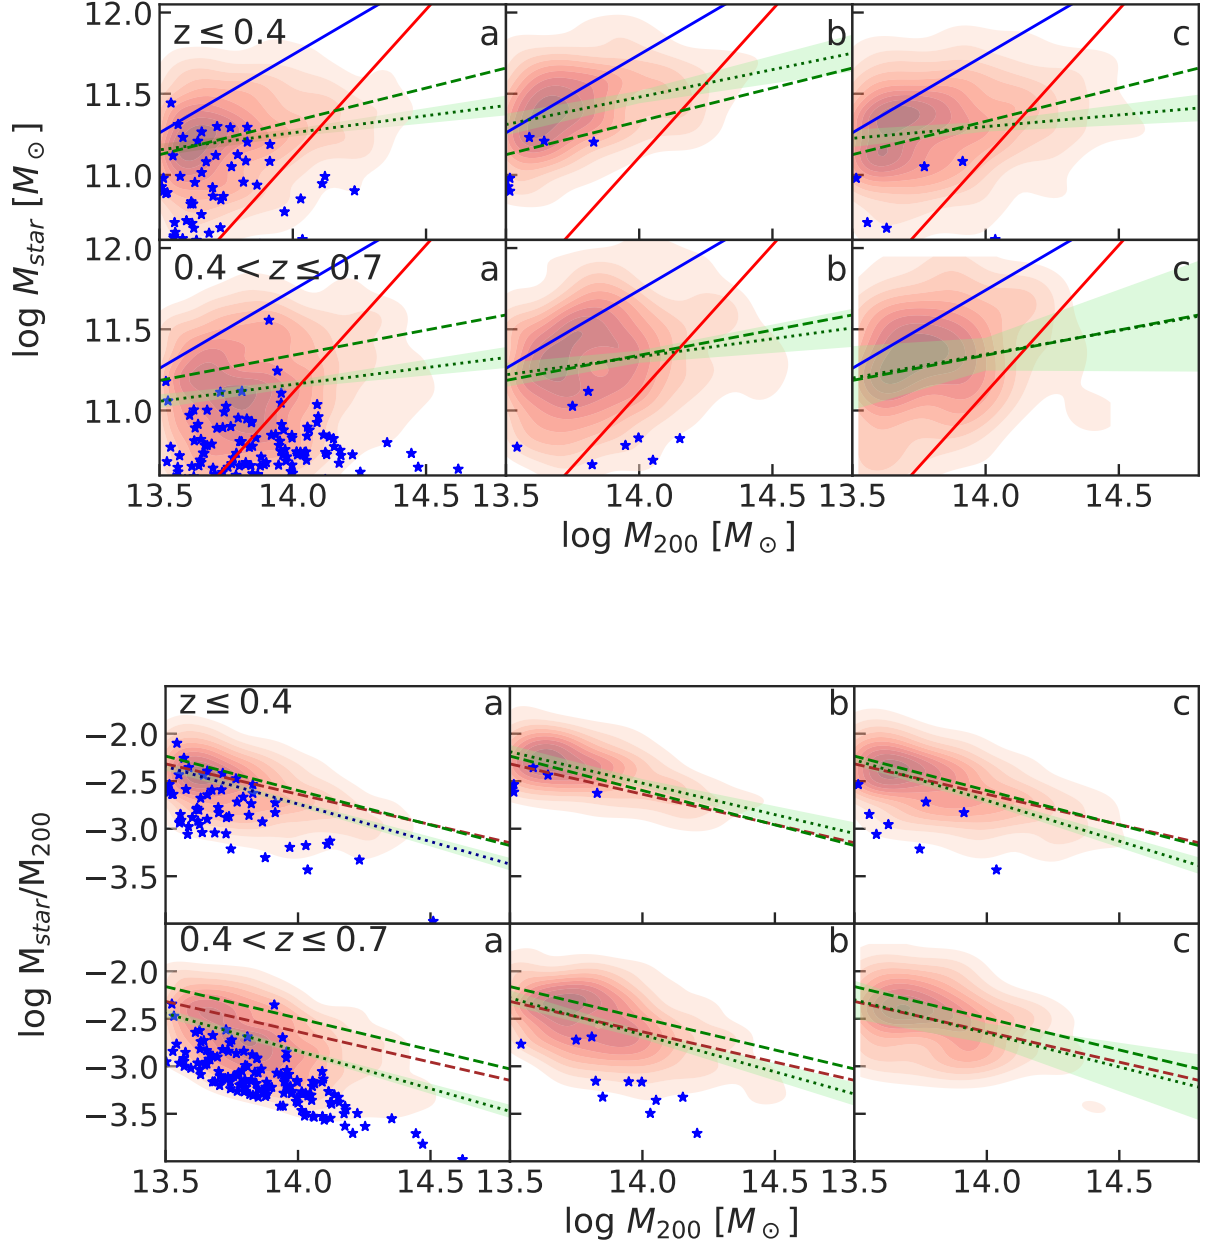 12.0
z ≤ 0.4
a
b
c
11.5
11.0
log M_star [M_⊙]
12.0
0.4 < z ≤ 0.7
a
b
c
11.5
11.0
13.5 14.0 14.5 13.5 14.0 14.5 13.5 14.0 14.5
log M_200 [M_⊙]
z ≤ 0.4
a
b
c
−2.0
−2.5
−3.0
−3.5
log M_star/M_200
0.4 < z ≤ 0.7
a
b
c
−2.0
−2.5
−3.0
−3.5
13.5 14.0 14.5 13.5 14.0 14.5 13.5 14.0 14.5
log M_200 [M_⊙]